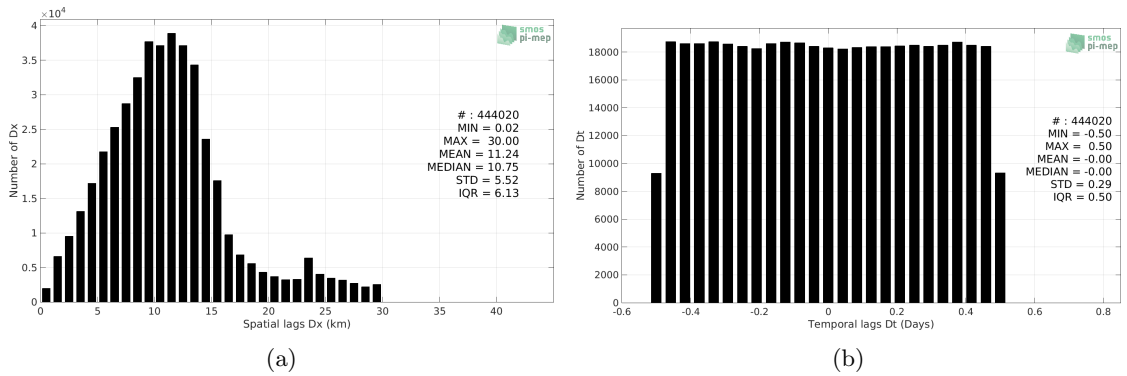 ×10⁴
4
3.5
3
2.5
2
1.5
1
0.5
0
Number of Dx
0 5 10 15 20 25 30 35 40
Spatial lags Dx (km)
smos
pi-mep
# : 444020
MIN = 0.02
MAX = 30.00
MEAN = 11.24
MEDIAN = 10.75
STD = 5.52
IQR = 6.13
(a)
18000
16000
14000
12000
10000
8000
6000
4000
2000
0
Number of Dt
-0.6 -0.4 -0.2 0 0.2 0.4 0.6 0.8
Temporal lags Dt (Days)
smos
pi-mep
# : 444020
MIN = -0.50
MAX = 0.50
MEAN = -0.00
MEDIAN = -0.00
STD = 0.29
IQR = 0.50
(b)